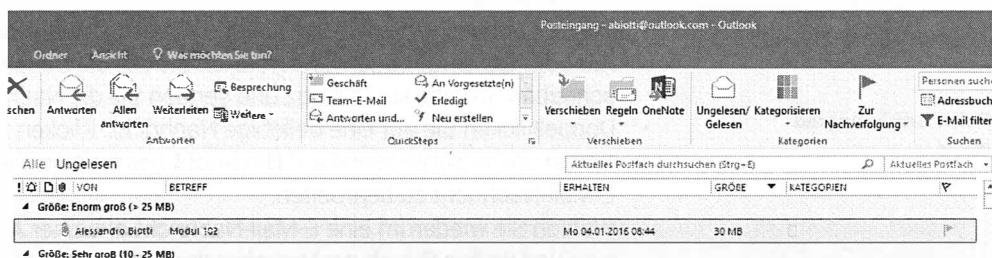 Posteingang - abiotti@outlook.com - Outlook
Ordner Ansicht Was möchten Sie tun?
schen Antworten Allen antworten Weiterleiten Besprechung Weitere
Antworten
Geschäft An Vorgesetzte(n)
Team-E-Mail Erledigt
Antworten und... Neu erstellen
QuickSteps
Verschieben Regeln OneNote
Verschieben
Ungelesen/ Gelesen Kategorisieren Zur Nachverfolgung
Kategorien
Personen suche
Adressbuch
E-Mail filter
Suchen
Alle Ungelesen
Aktuelles Postfach durchsuchen (Strg+E) Aktuelles Postfach
! VON BETREFF ERHALTEN GRÖßE KATEGORIEN
Größe: Enorm groß (> 25 MB)
Alessandro Biotti Modul 102 Mo 04.01.2016 08:44 30 MB
Größe: Sehr groß (10 - 25 MB)